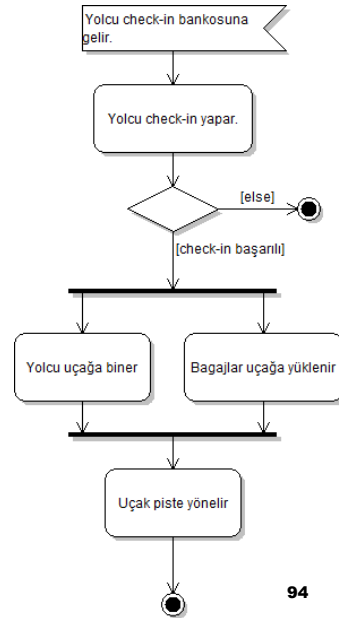 Yolcu check-in bankosuna
gelir.
Yolcu check-in yapar.
[else]
[check-in başarılı]
Yolcu uçağa biner
Bagajlar uçağa yüklenir
Uçak piste yönelir
94